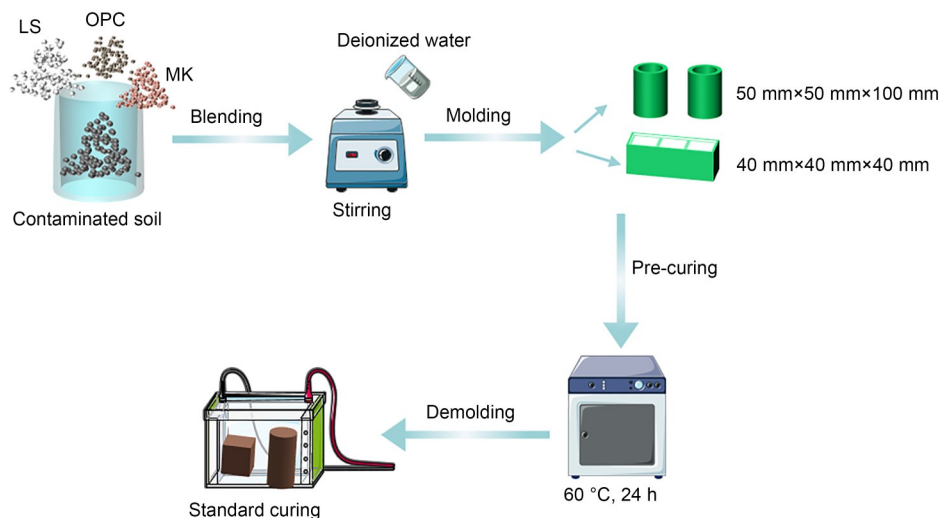 LS
OPC
MK
Contaminated soil
Blending
Deionized water
Stirring
Molding
50 mm×50 mm×100 mm
40 mm×40 mm×40 mm
Pre-curing
60 °C, 24 h
Demolding
Standard curing